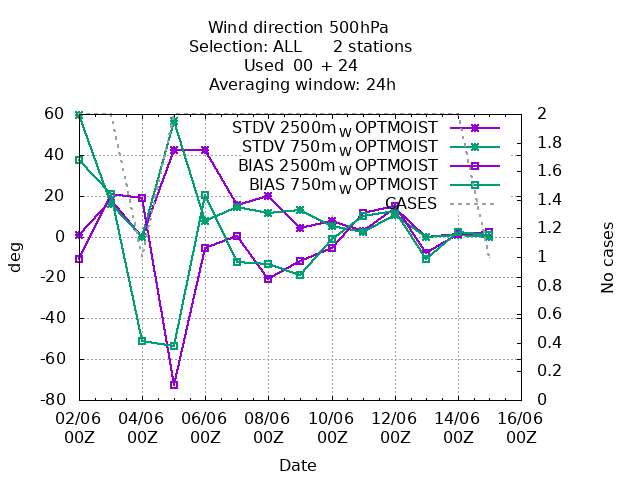 Wind direction 500hPa
Selection: ALL 2 stations
Used 00 + 24
Averaging window: 24h
60
40
20
0
-20
-40
-60
-80
deg
2
1.8
1.6
1.4
1.2
1
0.8
0.6
0.4
0.2
0
No cases
STDV 2500m_W OPTMOIST
STDV 750m_W OPTMOIST
BIAS 2500m_W OPTMOIST
BIAS 750m_W OPTMOIST
CASES
02/06 04/06 06/06 08/06 10/06 12/06 14/06 16/06
00Z 00Z 00Z 00Z 00Z 00Z 00Z 00Z
Date